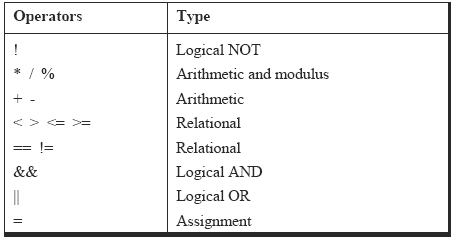 Operators Type
! Logical NOT
* / % Arithmetic and modulus
+ - Arithmetic
< > <= >= Relational
== != Relational
&& Logical AND
|| Logical OR
= Assignment